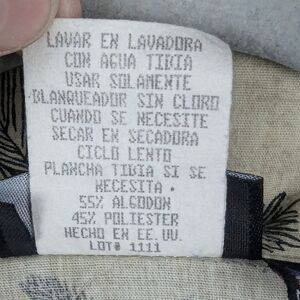 LAVAR EN LAVADORA
CON AGUA TIBIA
USAR SOLAMENTE
BLANQUEADOR SIN CLORO
CUANDO SE NECESITE
SECAR EN SECADORA
CICLO LENTO
PLANCHA TIBIA SI SE
NECESITA .
55% ALGODON
45% POLIESTER
HECHO EN EE. UU.
LOT# 1111